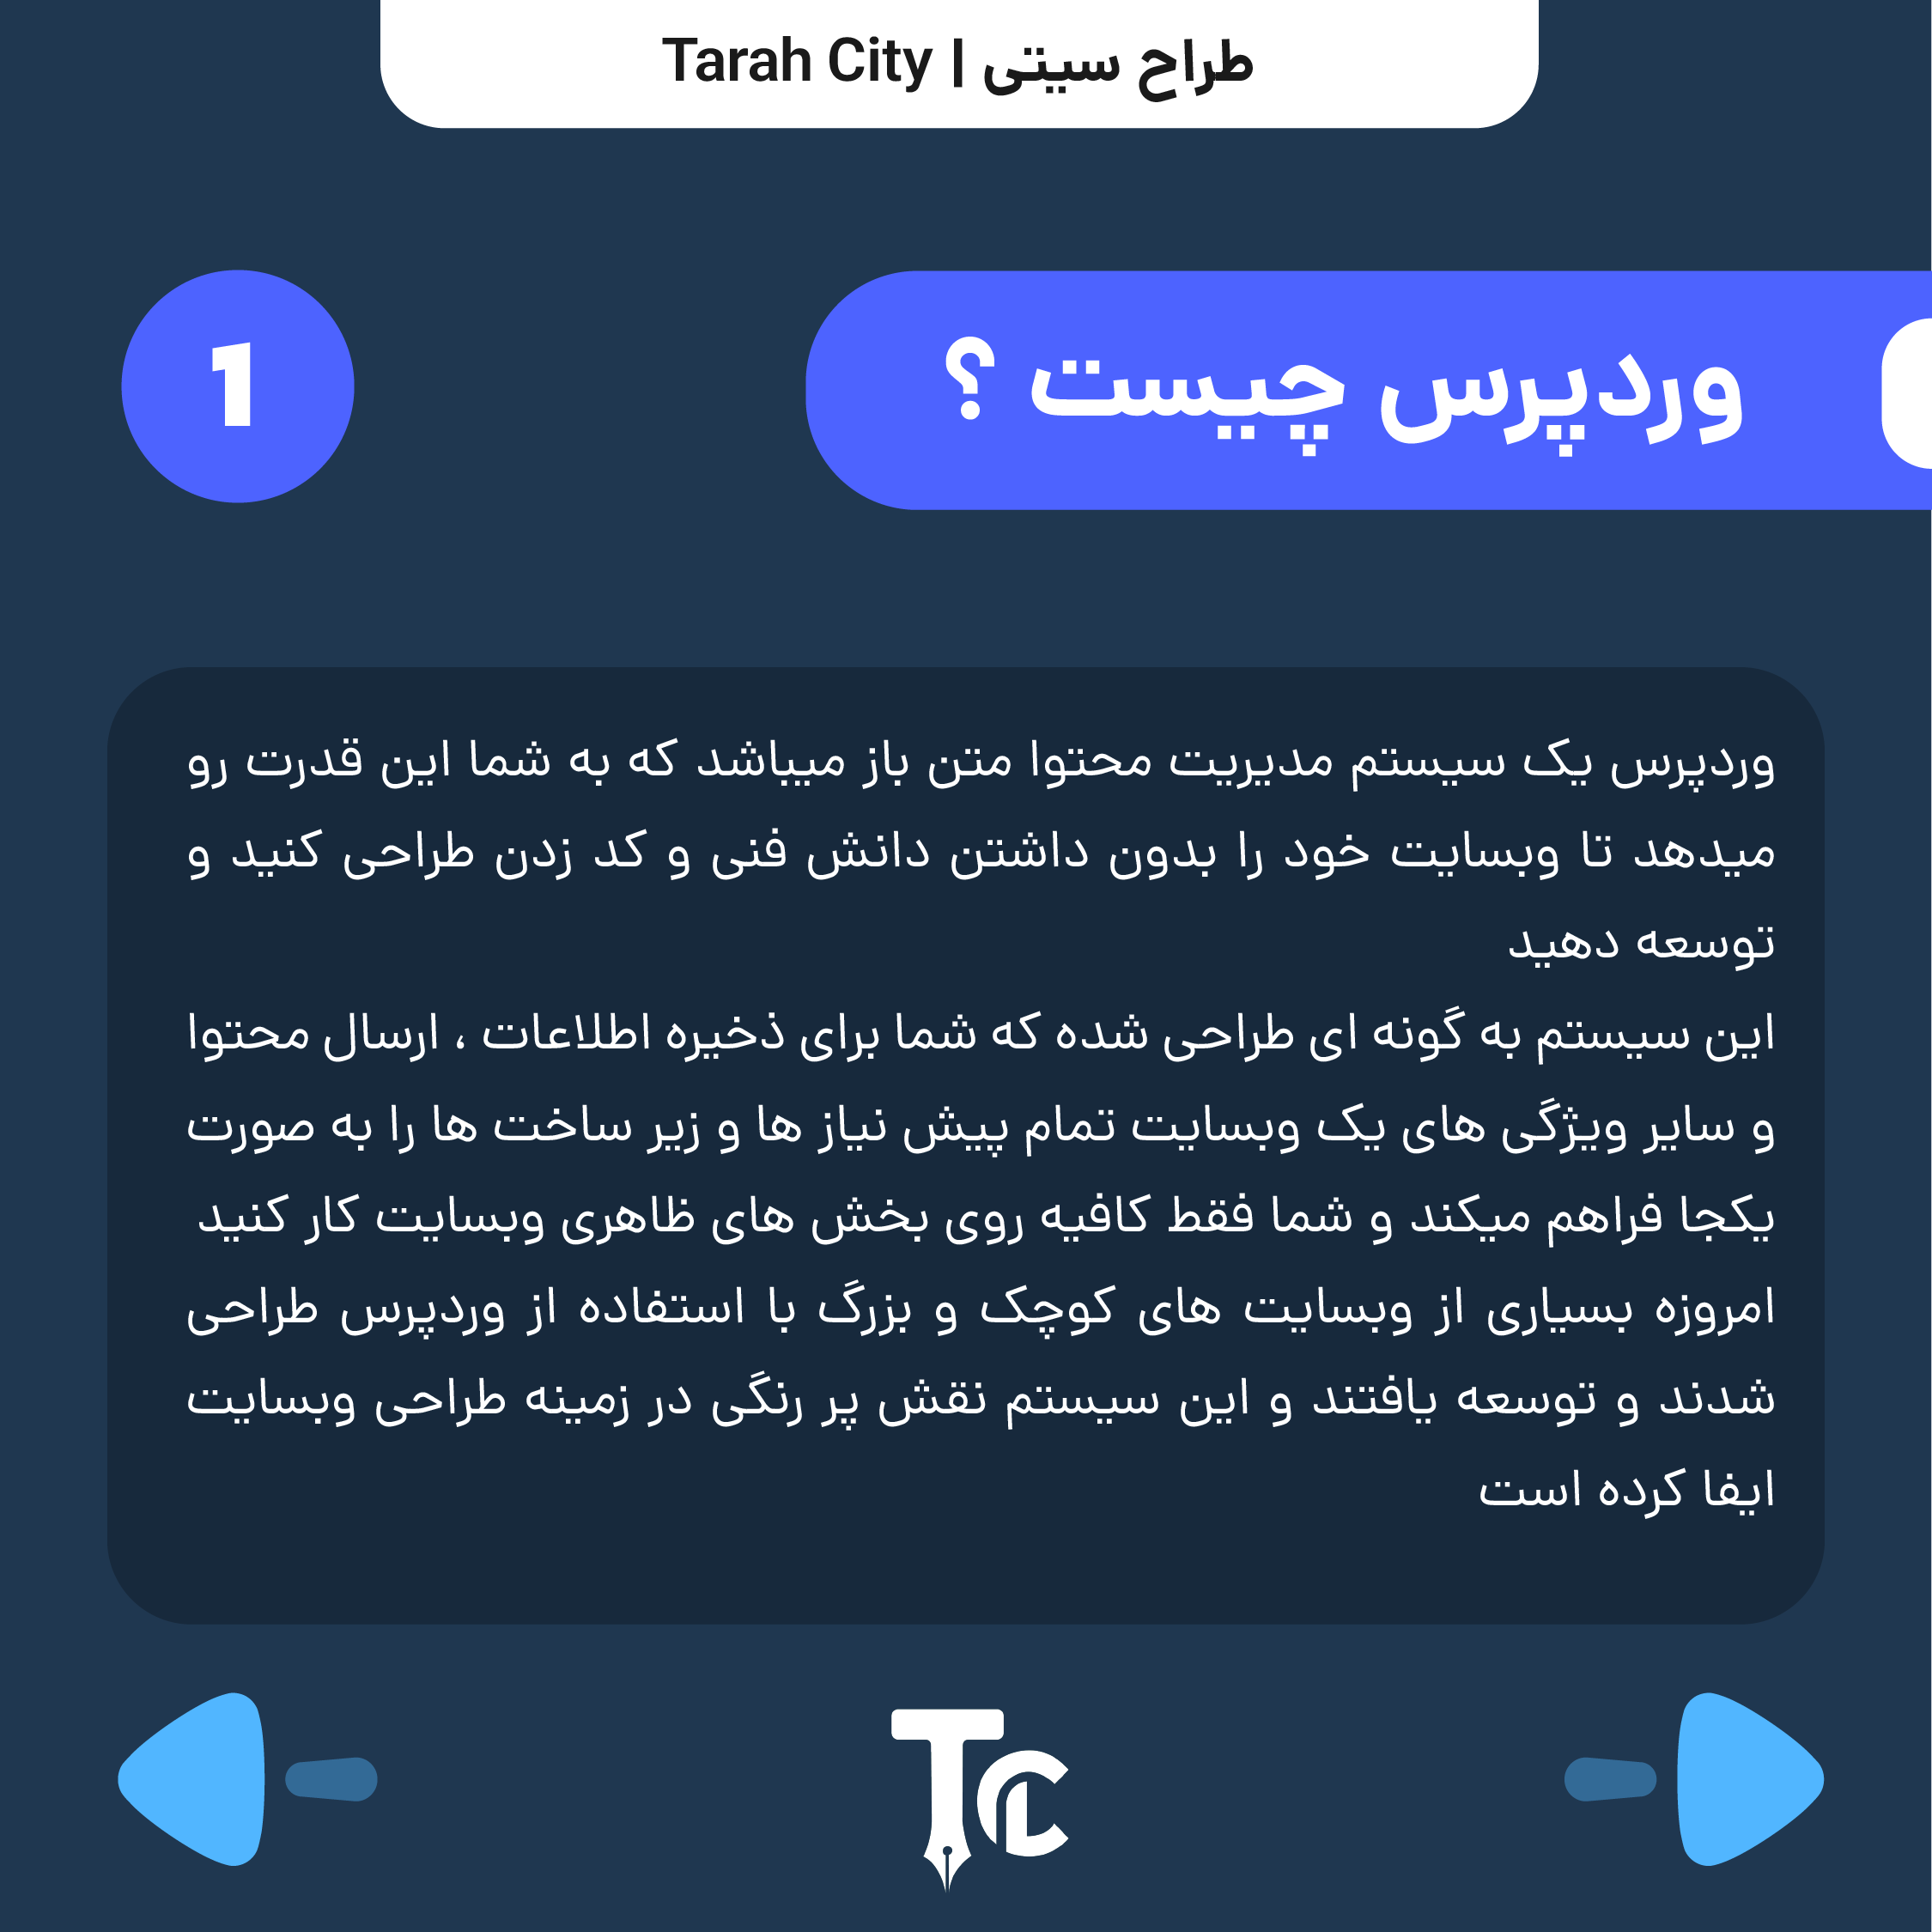 طراح سیتی | Tarah City
وردپرس چیست ؟
1
وردپرس یک سیستم مدیریت محتوا متن باز میباشد که به شما این قدرت رو
میدهد تا وبسایت خود را بدون داشتن دانش فنی و کد زدن طراحی کنید و
توسعه دهید
این سیستم به گونه ای طراحی شده که شما برای ذخیره اطلاعات ، ارسال محتوا
و سایر ویژگی های یک وبسایت تمام پیش نیاز ها و زیر ساخت ها را به صورت
یکجا فراهم میکند و شما فقط کافیه روی بخش های ظاهری وبسایت کار کنید
امروزه بسیاری از وبسایت های کوچک و بزرگ با استفاده از وردپرس طراحی
شدند و توسعه یافتند و این سیستم نقش پر رنگی در زمینه طراحی وبسایت
ایفا کرده است
TC